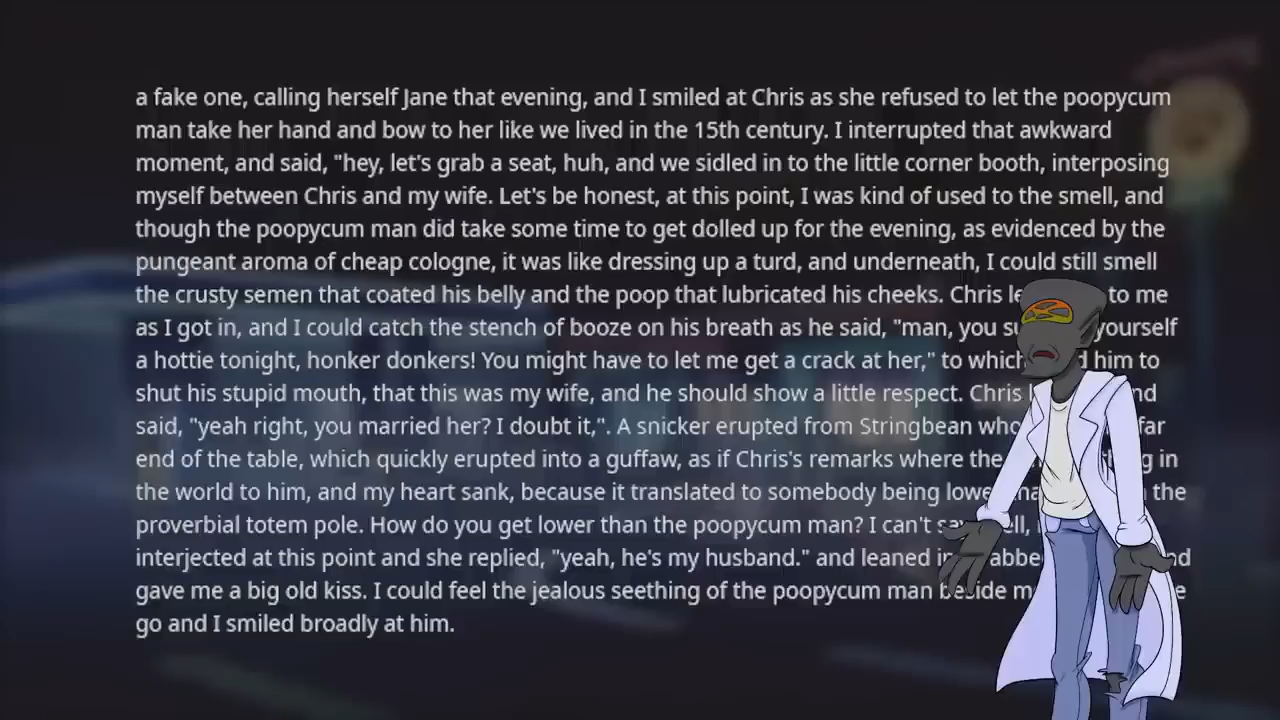 a fake one, calling herself Jane that evening, and I smiled at Chris as she refused to let the poopycum
man take her hand and bow to her like we lived in the 15th century. I interrupted that awkward
moment, and said, "hey, let's grab a seat, huh, and we sidled in to the little corner booth, interposing
myself between Chris and my wife. Let's be honest, at this point, I was kind of used to the smell, and
though the poopycum man did take some time to get dolled up for the evening, as evidenced by the
pungeant aroma of cheap cologne, it was like dressing up a turd, and underneath, I could still smell
the crusty semen that coated his belly and the poop that lubricated his cheeks. Chris to me
as I got in, and I could catch the stench of booze on his breath as he said, "man, you yourself
a hottie tonight, honker donkers! You might have to let me get a crack at her," to which him to
shut his stupid mouth, that this was my wife, and he should show a little respect. Chris
said, "yeah right, you married her? I doubt it,". A snicker erupted from Stringbean who far
end of the table, which quickly erupted into a guffaw, as if Chris's remarks where the in
the world to him, and my heart sank, because it translated to somebody being the
proverbial totem pole. How do you get lower than the poopycum man? I can't
interjected at this point and she replied, "yeah, he's my husband." and leaned
gave me a big old kiss. I could feel the jealous seething of the poopycum man beside
go and I smiled broadly at him.